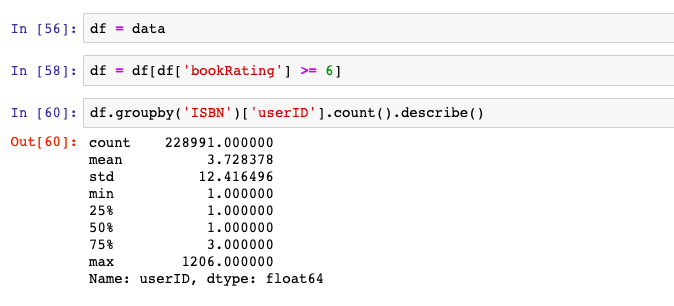 In [56]: df = data
In [58]: df = df[df['bookRating'] >= 6]
In [60]: df.groupby('ISBN')['userID'].count().describe()
Out[60]: count    228991.000000
mean          3.728378
std          12.416496
min           1.000000
25%           1.000000
50%           1.000000
75%           3.000000
max        1206.000000
Name: userID, dtype: float64